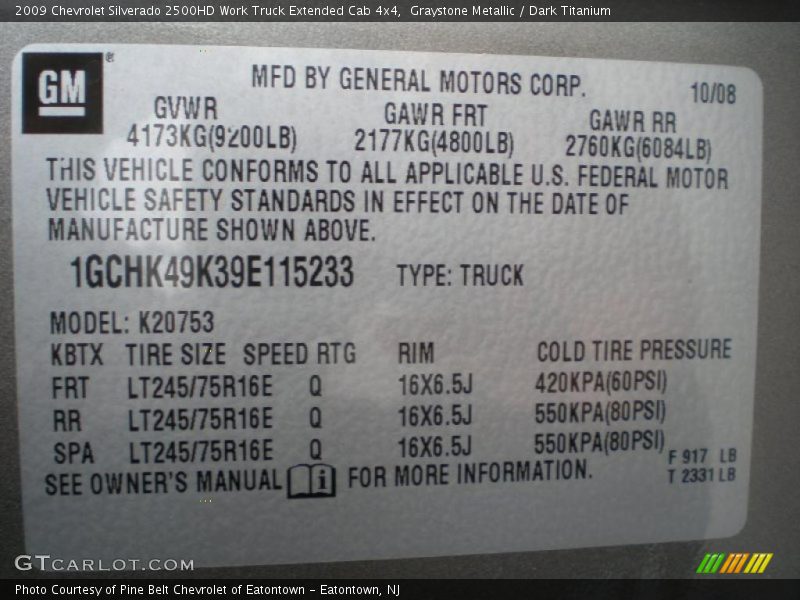 2009 Chevrolet Silverado 2500HD Work Truck Extended Cab 4x4, Graystone Metallic / Dark Titanium
GM®
MFD BY GENERAL MOTORS CORP. 10/08
GVWR GAWR FRT GAWR RR
4173KG(9200LB) 2177KG(4800LB) 2760KG(6084LB)
THIS VEHICLE CONFORMS TO ALL APPLICABLE U.S. FEDERAL MOTOR
VEHICLE SAFETY STANDARDS IN EFFECT ON THE DATE OF
MANUFACTURE SHOWN ABOVE.
1GCHK49K39E115233 TYPE: TRUCK
MODEL: K20753
KBTX TIRE SIZE SPEED RTG RIM COLD TIRE PRESSURE
FRT LT245/75R16E Q 16X6.5J 420KPA(60PSI)
RR LT245/75R16E Q 16X6.5J 550KPA(80PSI)
SPA LT245/75R16E Q 16X6.5J 550KPA(80PSI)
F 917 LB
T 2331 LB
SEE OWNER'S MANUAL i FOR MORE INFORMATION.
GTCARLOT.COM
Photo Courtesy of Pine Belt Chevrolet of Eatontown – Eatontown, NJ